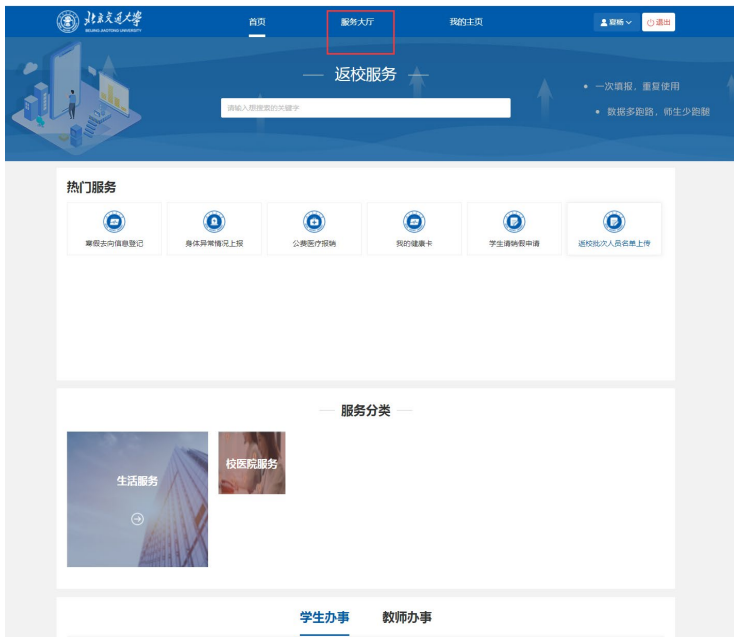 北京交通大学
BEIJING JIAOTONG UNIVERSITY
首页
服务大厅
我的主页
退出
返校服务
请输入想搜索的关键字
一次填报，重复使用
数据多跑路，师生少跑腿
热门服务
寒假去向信息登记
身体异常情况上报
公费医疗报销
我的健康卡
学生请销假申请
返校批次人员名单上传
服务分类
生活服务
校医院服务
学生办事
教师办事